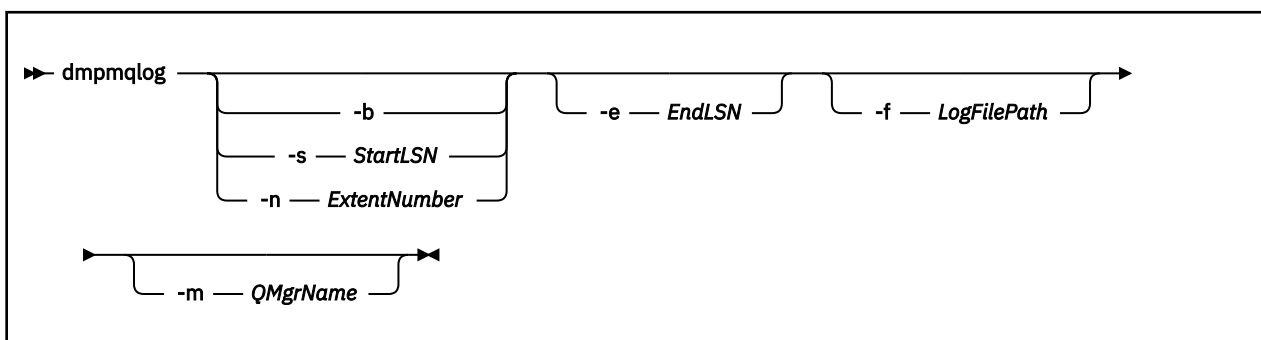 dmpmqlog
-b
-e EndLSN
-f LogFilePath
-s StartLSN
-n ExtentNumber
-m QMgrName